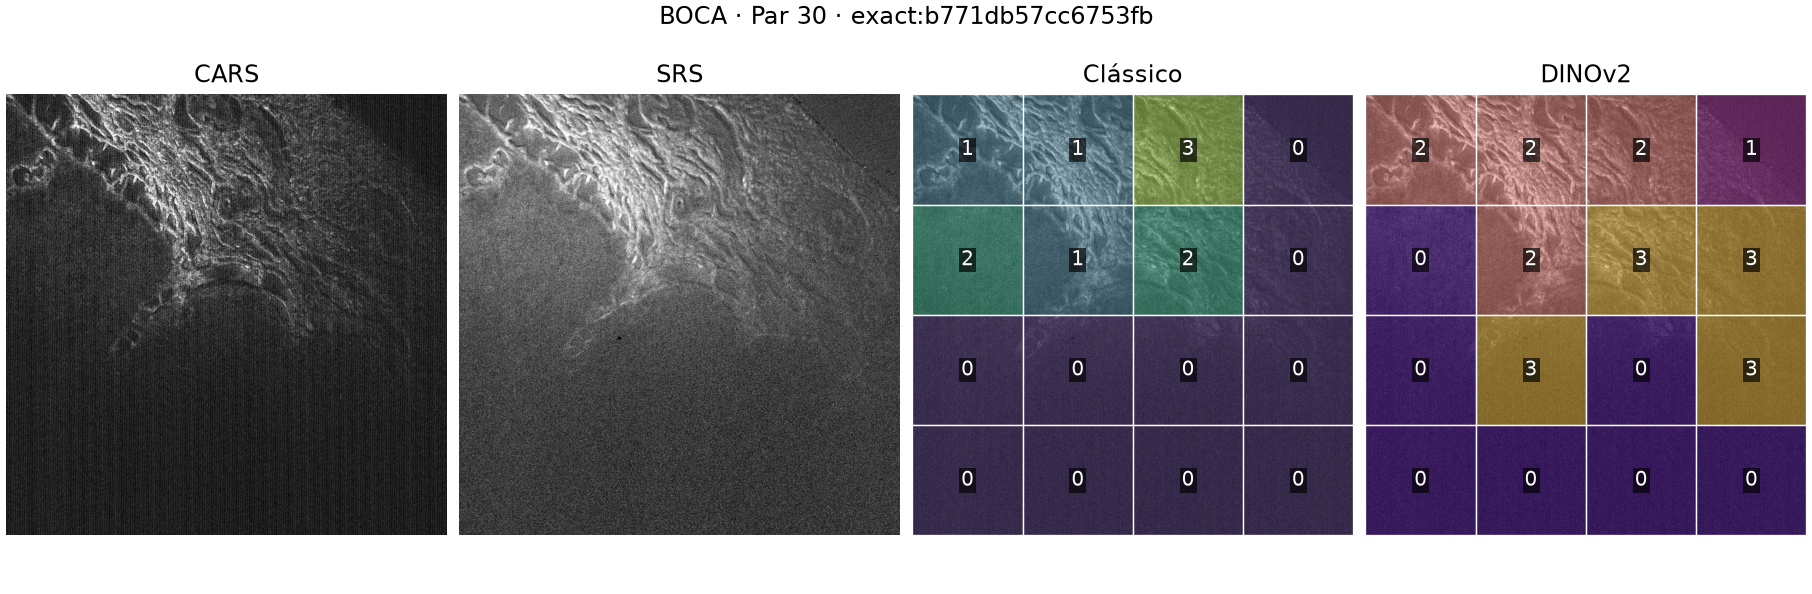 BOCA · Par 30 · exact:b771db57cc6753fb
CARS
SRS
Clássico
DINOv2
1 1 3 0
2 1 2 0
0 0 0 0
0 0 0 0
2 2 2 1
0 2 3 3
0 3 0 3
0 0 0 0